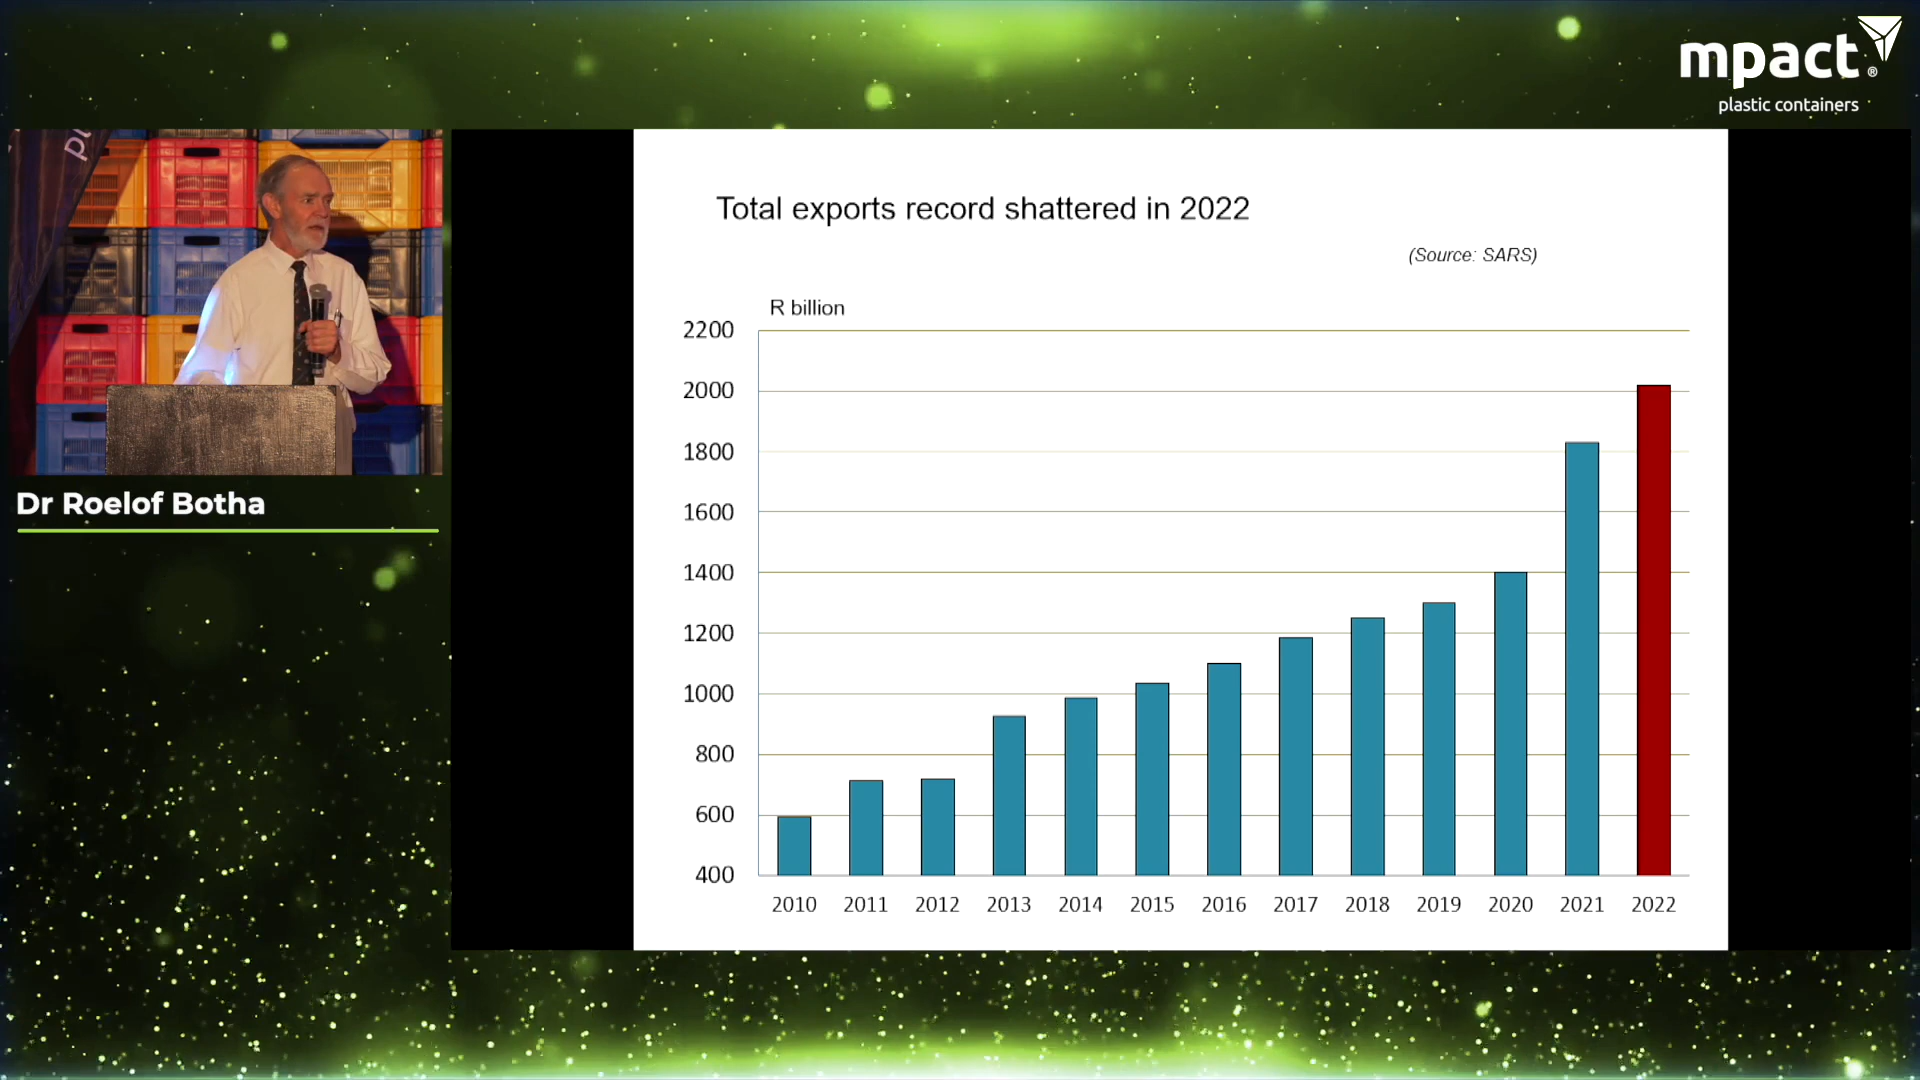 mpact®
plastic containers
Dr Roelof Botha
Total exports record shattered in 2022
(Source: SARS)
R billion
2200
2000
1800
1600
1400
1200
1000
800
600
400
2010 2011 2012 2013 2014 2015 2016 2017 2018 2019 2020 2021 2022